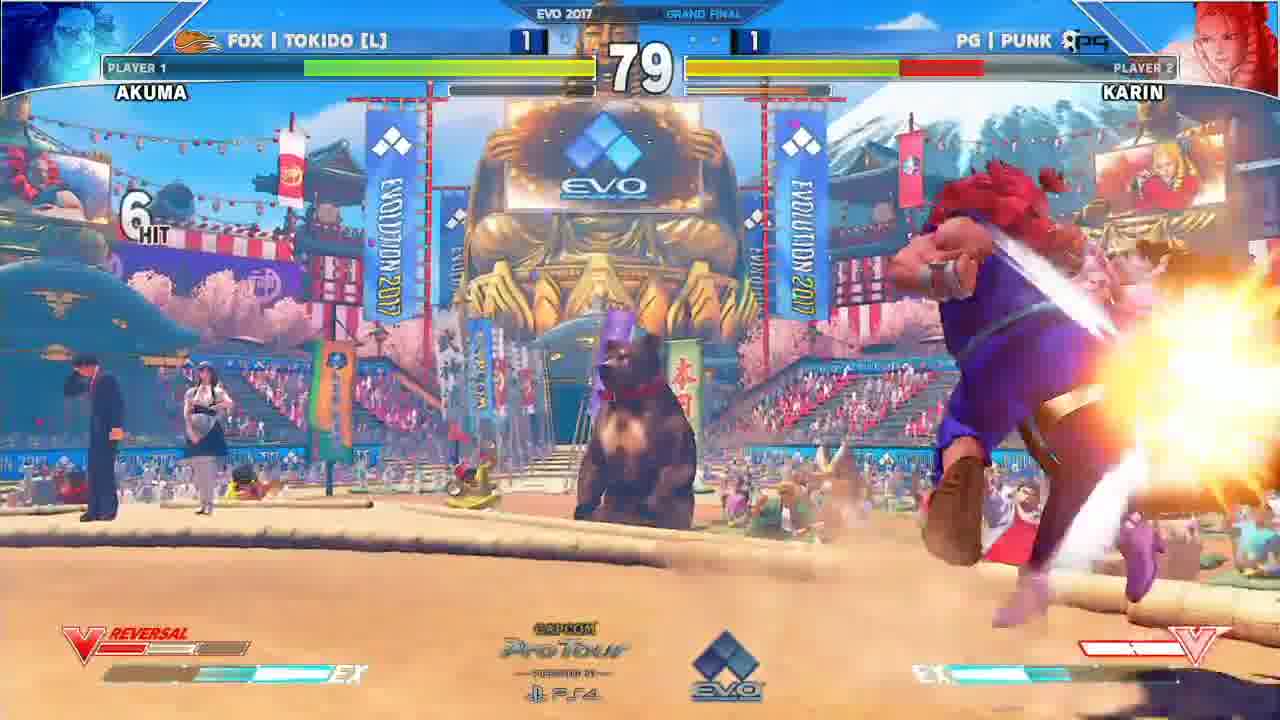 EVO 2017 GRAND FINAL
FOX | TOKIDO [L] 1 79 1 PG | PUNK
PLAYER 1 PLAYER 2
AKUMA KARIN
EVO
EVOLUTION 2017
EVOLUTION 2017
6
HIT
REVERSAL
EX
EX
CAPCOM
Pro Tour
PS4
EVO